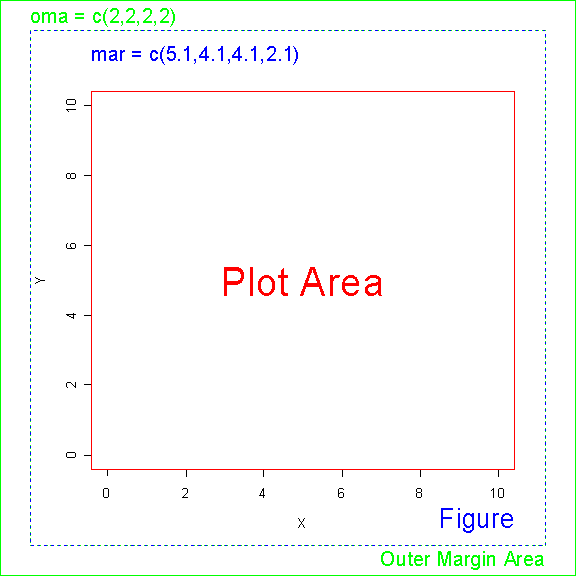 oma = c(2,2,2,2)
mar = c(5.1,4.1,4.1,2.1)
10
8
6
Plot Area
Y
4
2
0
0 2 4 6 8 10
X
Figure
Outer Margin Area